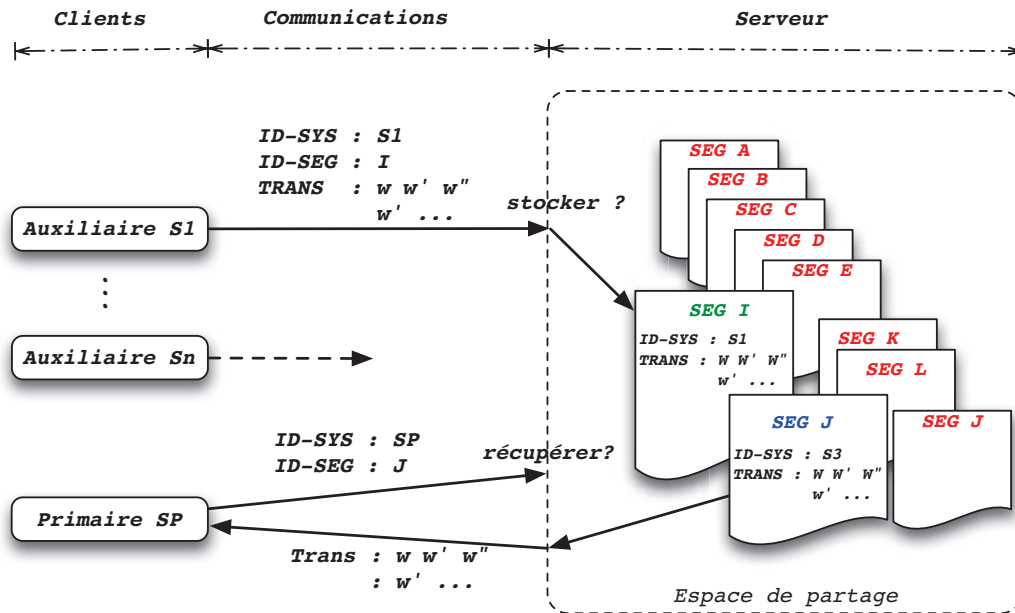 Clients
Communications
Serveur
ID-SYS : S1
ID-SEG : I
TRANS : w w' w"
w' ...
stocker ?
Auxiliaire S1
Auxiliaire Sn
ID-SYS : SP
ID-SEG : J
récupérer?
Primaire SP
Trans : w w' w"
: w' ...
SEG A
SEG B
SEG C
SEG D
SEG E
SEG I
ID-SYS : S1
TRANS : W W' W"
w' ...
SEG K
SEG L
SEG J
ID-SYS : S3
TRANS : W W' W"
w' ...
SEG J
Espace de partage